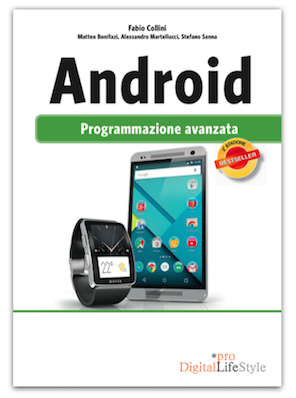 Fabio Collini
Matteo Bonifazi, Alessandro Martellucci, Stefano Sanna
Android
Programmazione avanzata
2ª EDIZIONE
BESTSELLER
22°
*pro
DigitalLifeStyle